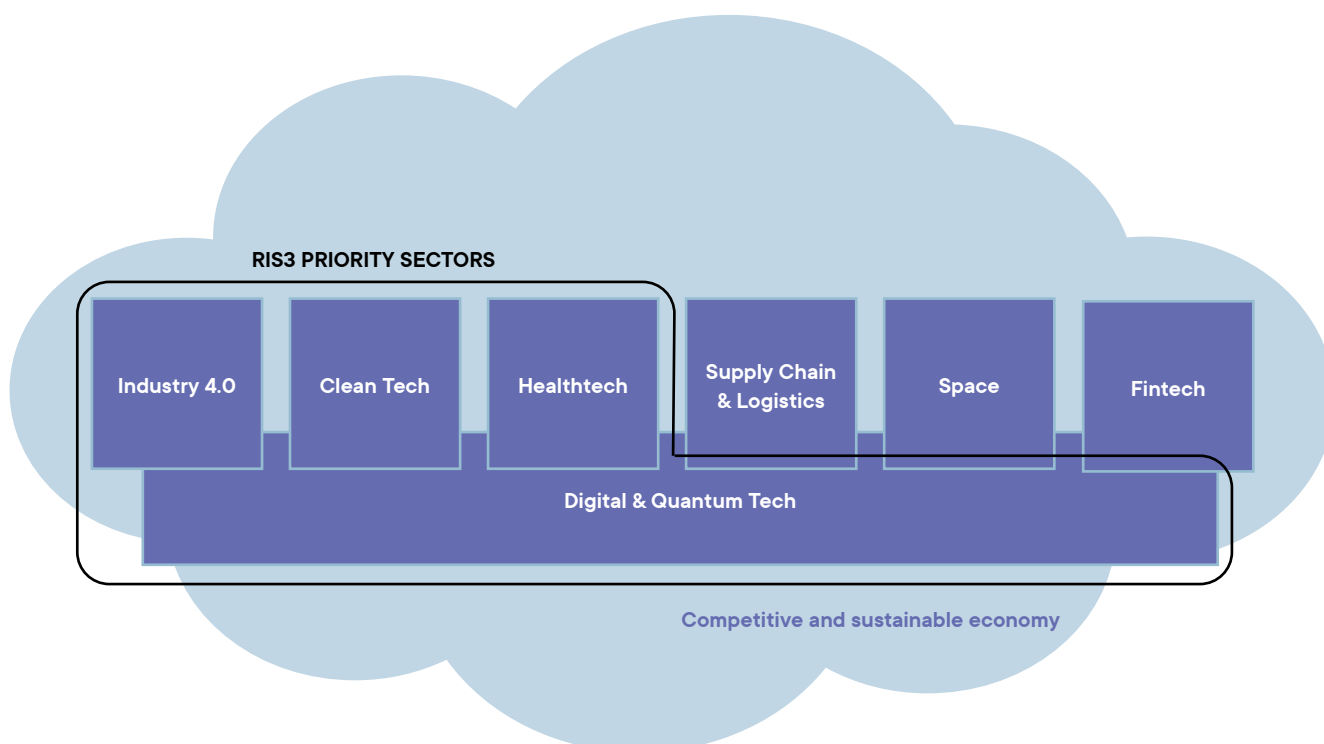 RIS3 PRIORITY SECTORS
Industry 4.0
Clean Tech
Healthtech
Supply Chain
& Logistics
Space
Fintech
Digital & Quantum Tech
Competitive and sustainable economy